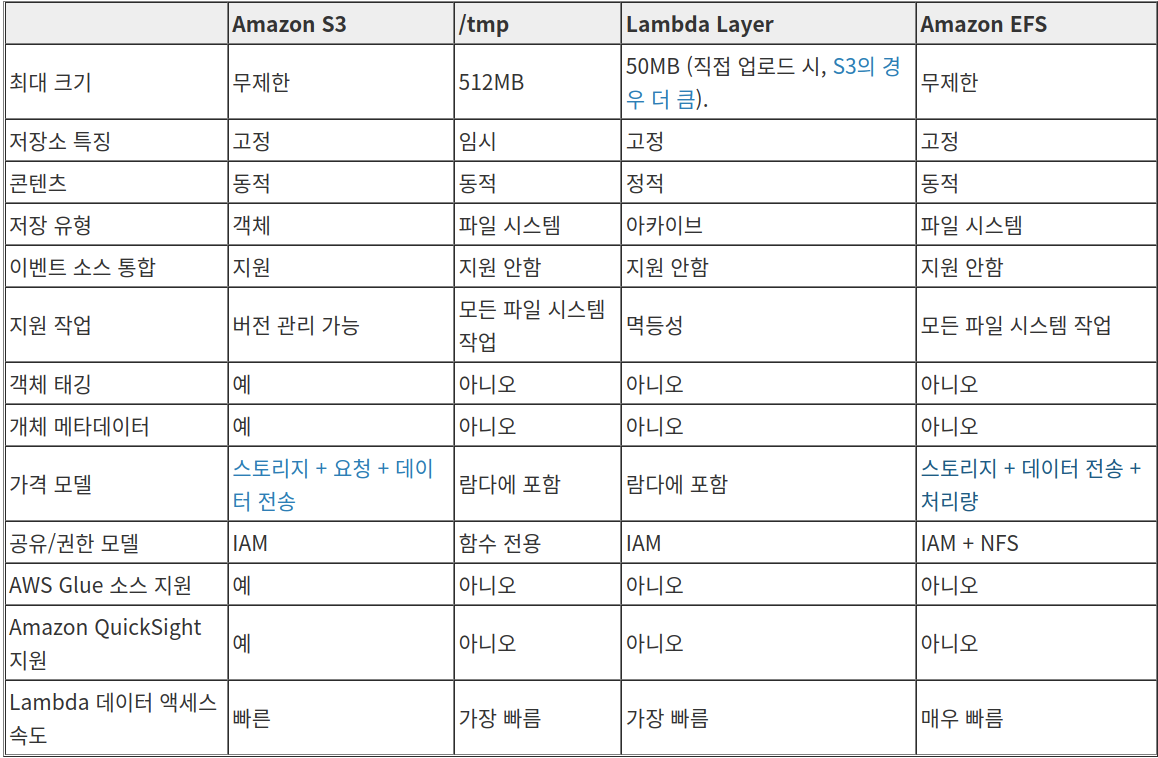 Amazon S3 /tmp Lambda Layer Amazon EFS
최대 크기 무제한 512MB 50MB (직접 업로드 시, S3의 경
우 더 큼). 무제한
저장소 특징 고정 임시 고정 고정
콘텐츠 동적 동적 정적 동적
저장 유형 객체 파일 시스템 아카이브 파일 시스템
이벤트 소스 통합 지원 지원 안함 지원 안함 지원 안함
지원 작업 버전 관리 가능 모든 파일 시스템
작업 멱등성 모든 파일 시스템 작업
객체 태깅 예 아니오 아니오 아니오
개체 메타데이터 예 아니오 아니오 아니오
가격 모델 스토리지 + 요청 + 데이
터 전송 람다에 포함 람다에 포함 스토리지 + 데이터 전송 +
처리량
공유/권한 모델 IAM 함수 전용 IAM IAM + NFS
AWS Glue 소스 지원 예 아니오 아니오 아니오
Amazon QuickSight
지원 예 아니오 아니오 아니오
Lambda 데이터 액세스
속도 빠른 가장 빠름 가장 빠름 매우 빠름